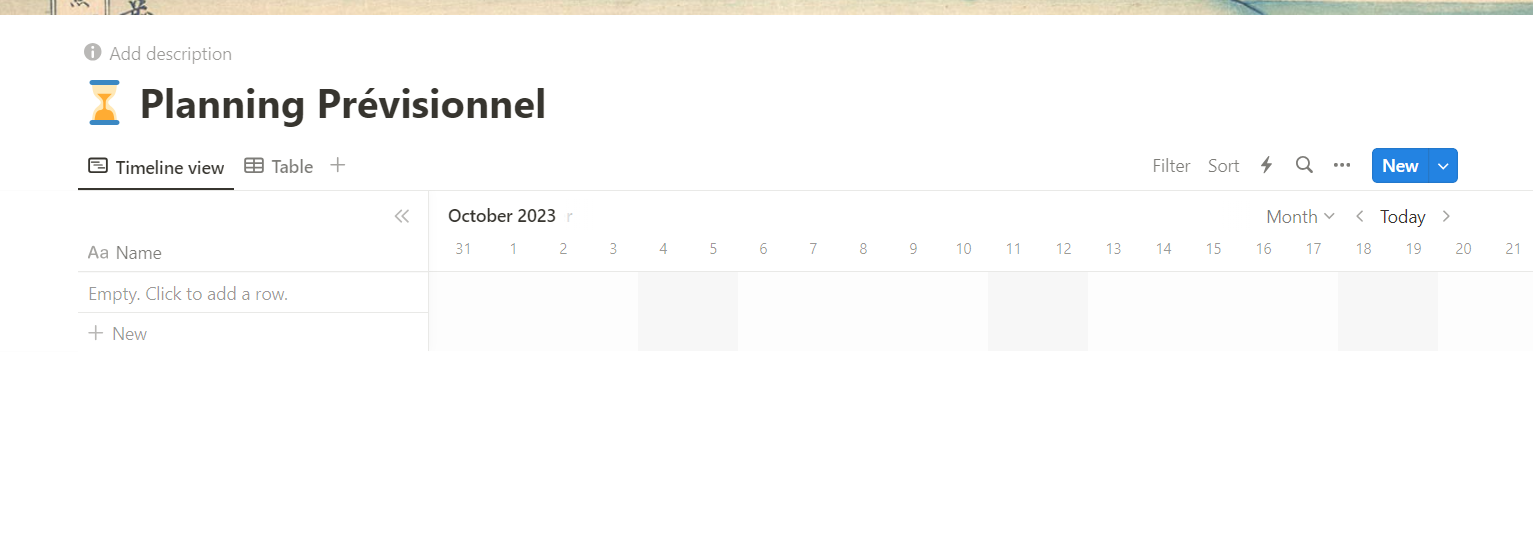 Add description
Planning Prévisionnel
Timeline view Table
Filter Sort New
October 2023 r Month Today
Aa Name 31 1 2 3 4 5 6 7 8 9 10 11 12 13 14 15 16 17 18 19 20 21
Empty. Click to add a row.
New